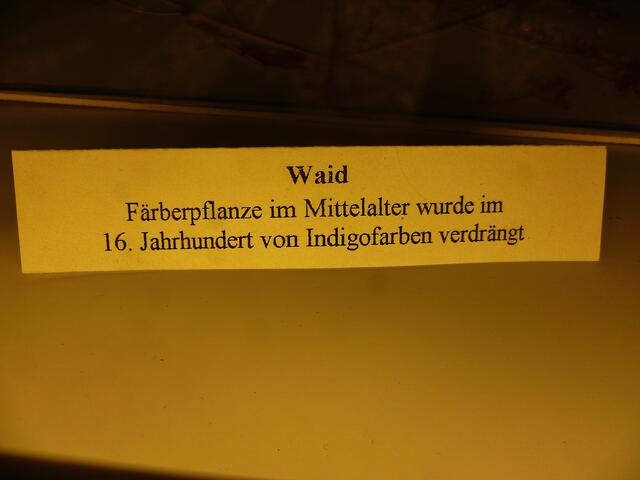 Waid
Färberpflanze im Mittelalter wurde im
16. Jahrhundert von Indigofarben verdrängt